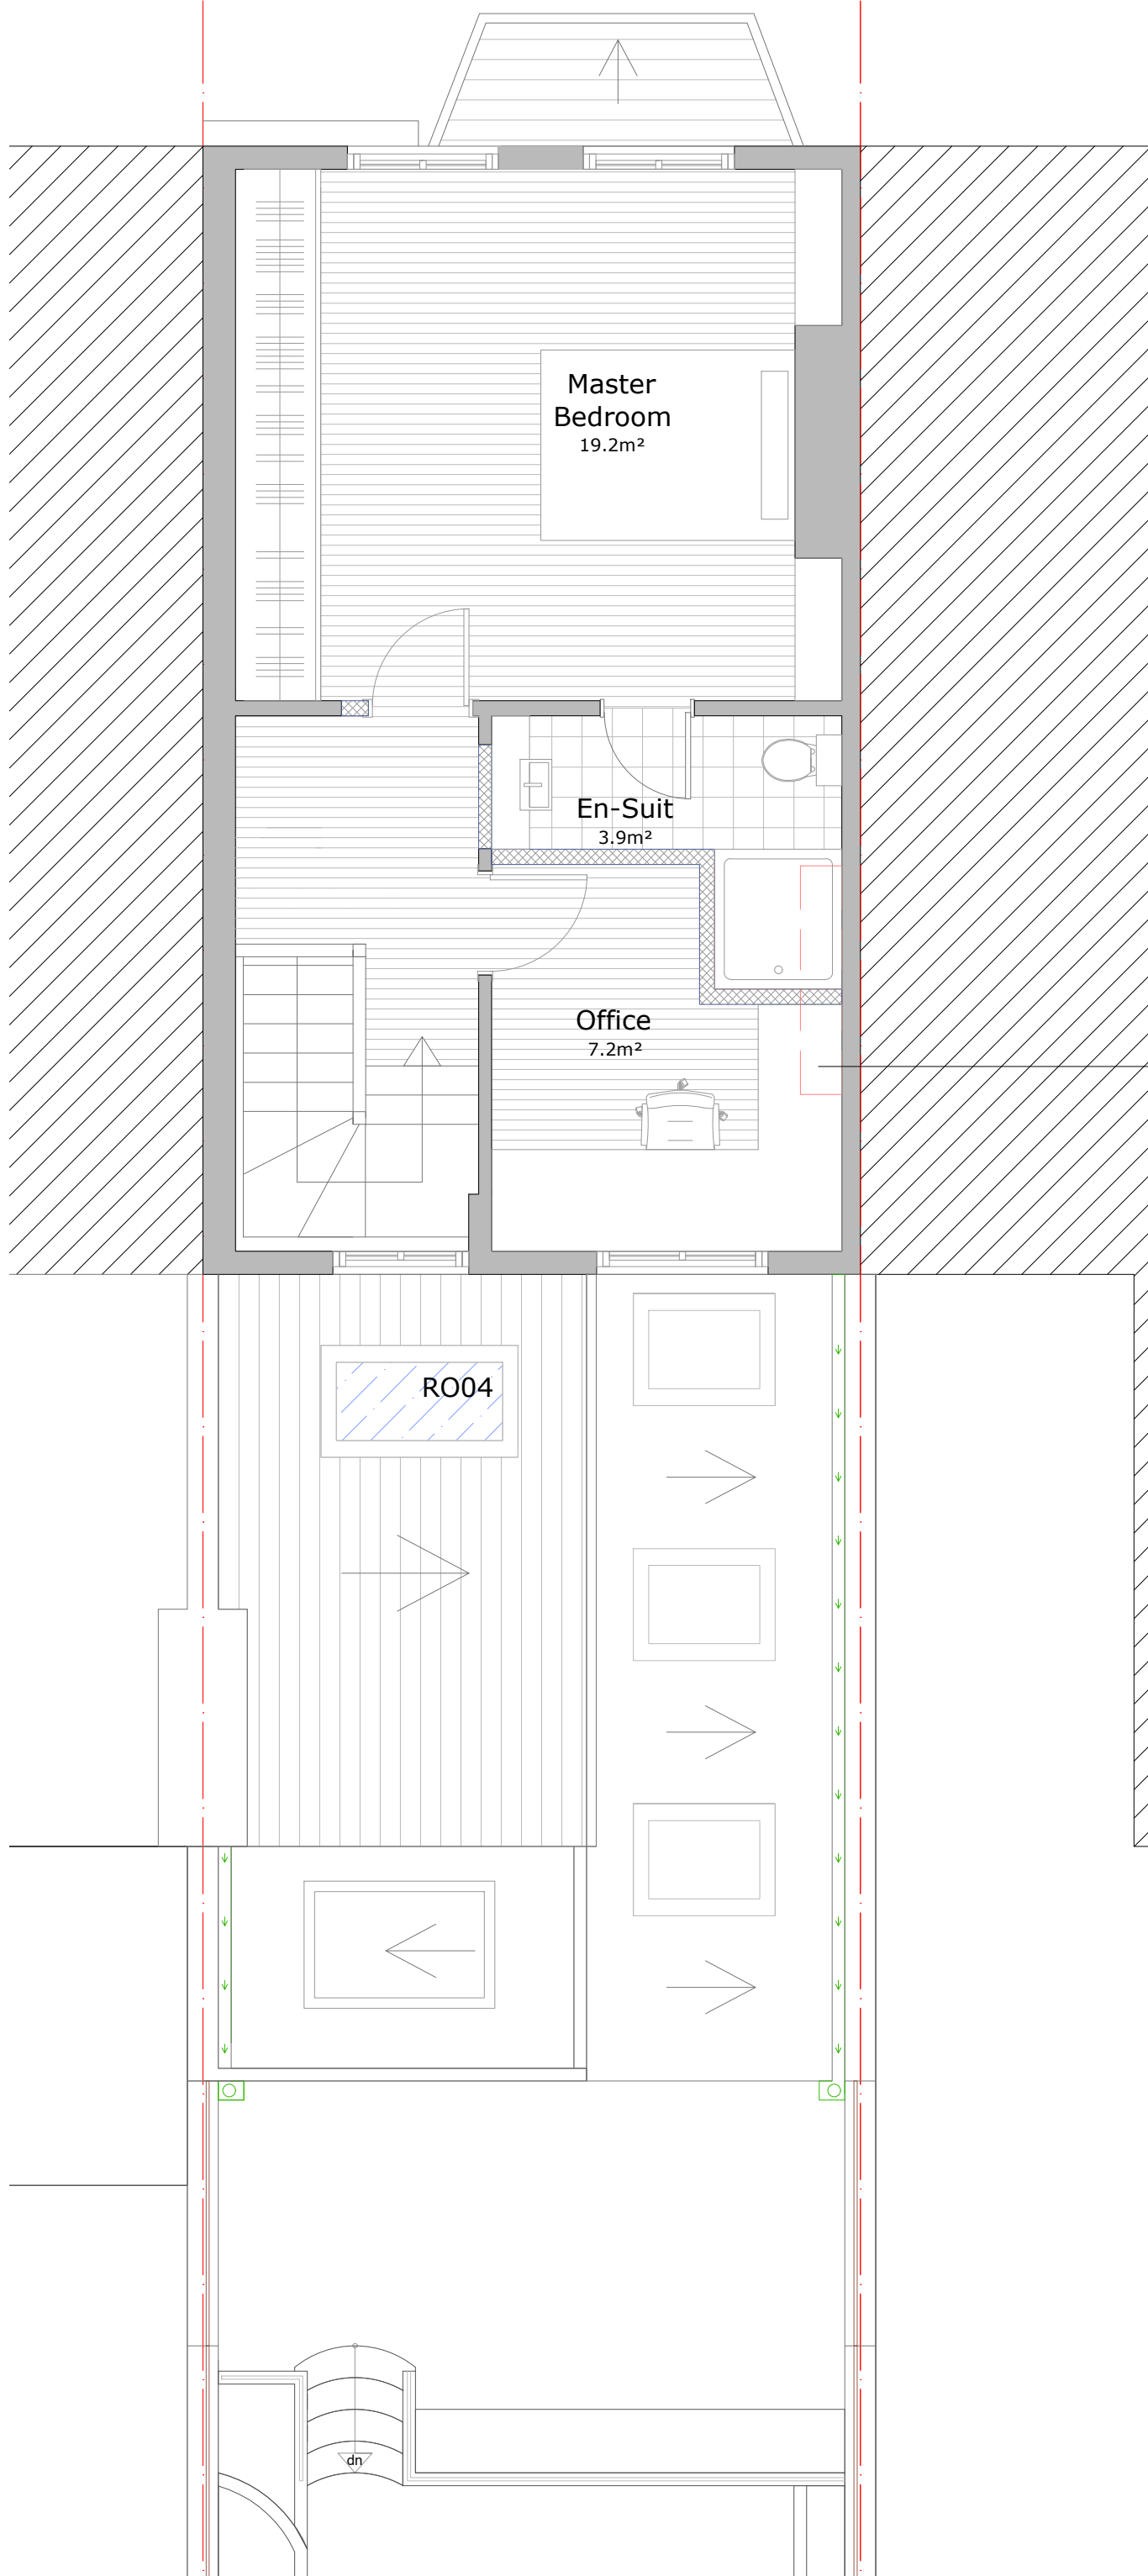 Master
Bedroom
19.2m²
En-Suit
3.9m²
Office
7.2m²
RO04
dn